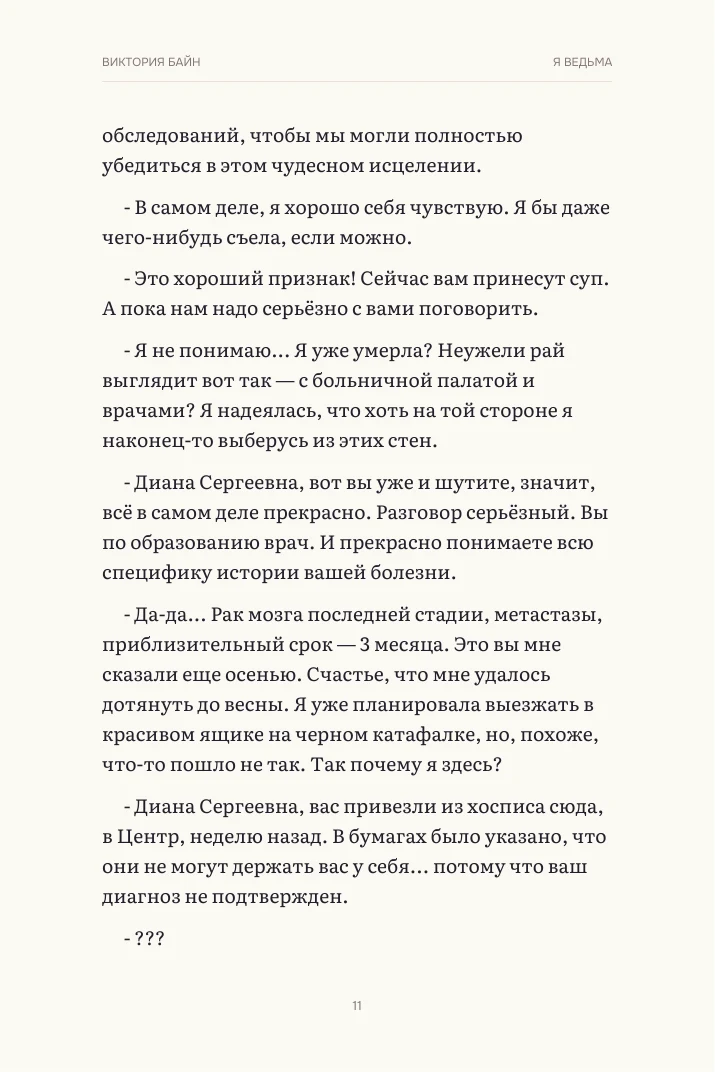 ВИКТОРИЯ БАЙН
Я ВЕДЬМА
обследований, чтобы мы могли полностью
убедиться в этом чудесном исцелении.
- В самом деле, я хорошо себя чувствую. Я бы даже
чего-нибудь съела, если можно.
- Это хороший признак! Сейчас вам принесут суп.
А пока нам надо серьёзно с вами поговорить.
- Я не понимаю… Я уже умерла? Неужели рай
выглядит вот так — с больничной палатой и
врачами? Я надеялась, что хоть на той стороне я
наконец-то выберусь из этих стен.
- Диана Сергеевна, вот вы уже и шутите, значит,
всё в самом деле прекрасно. Разговор серьёзный. Вы
по образованию врач. И прекрасно понимаете всю
специфику истории вашей болезни.
- Да-да… Рак мозга последней стадии, метастазы,
приблизительный срок — 3 месяца. Это вы мне
сказали еще осенью. Счастье, что мне удалось
дотянуть до весны. Я уже планировала выезжать в
красивом ящике на черном катафалке, но, похоже,
что-то пошло не так. Так почему я здесь?
- Диана Сергеевна, вас привезли из хосписа сюда,
в Центр, неделю назад. В бумагах было указано, что
они не могут держать вас у себя… потому что ваш
диагноз не подтвержден.
- ???
11